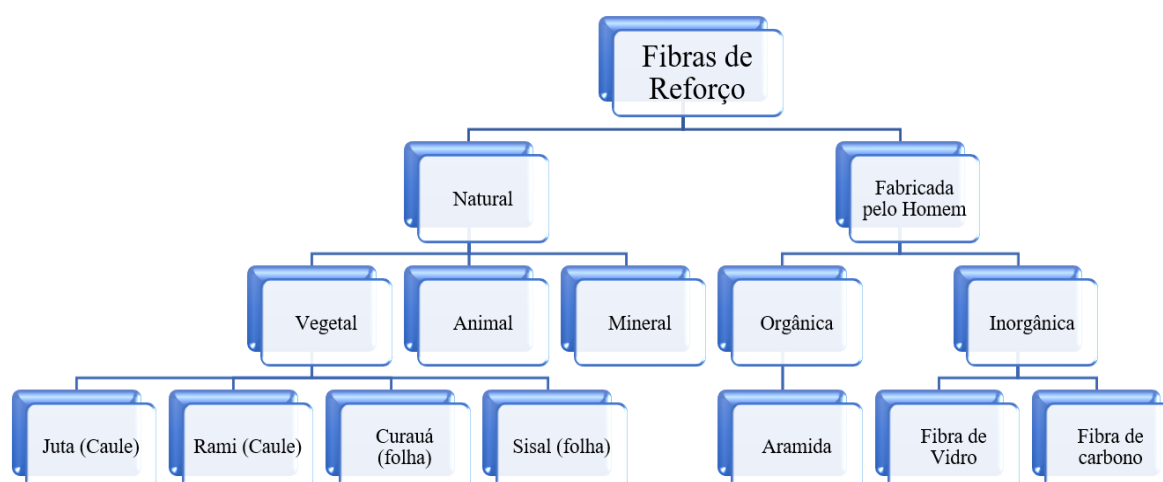 Fibras de
Reforço
Natural
Fabricada
pelo Homem
Vegetal
Animal
Mineral
Orgânica
Inorgânica
Juta (Caule)
Rami (Caule)
Curauá
(folha)
Sisal (folha)
Aramida
Fibra de
Vidro
Fibra de
carbono